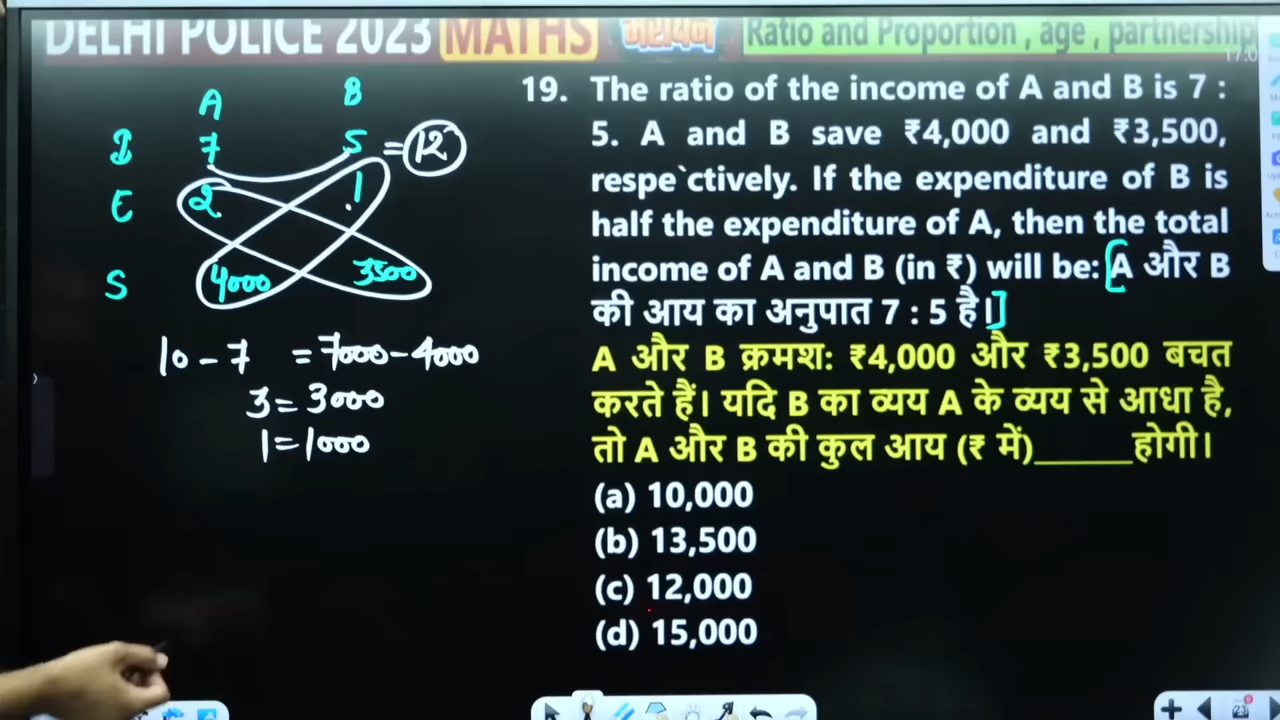 DELHI POLICE 2023 MATHS Ratio and Proportion , age , partnership
17:0
A B
I 7 5 = 12
E 2 1
S 4000 3500
10 - 7 = 7000 - 4000
3 = 3000
1 = 1000
19. The ratio of the income of A and B is 7 :
5. A and B save ₹4,000 and ₹3,500,
respe`ctively. If the expenditure of B is
half the expenditure of A, then the total
income of A and B (in ₹) will be: [A और B
की आय का अनुपात 7 : 5 है।]
A और B क्रमश: ₹4,000 और ₹3,500 बचत
करते हैं। यदि B का व्यय A के व्यय से आधा है,
तो A और B की कुल आय (₹ में)______होगी।
(a) 10,000
(b) 13,500
(c) 12,000
(d) 15,000
23